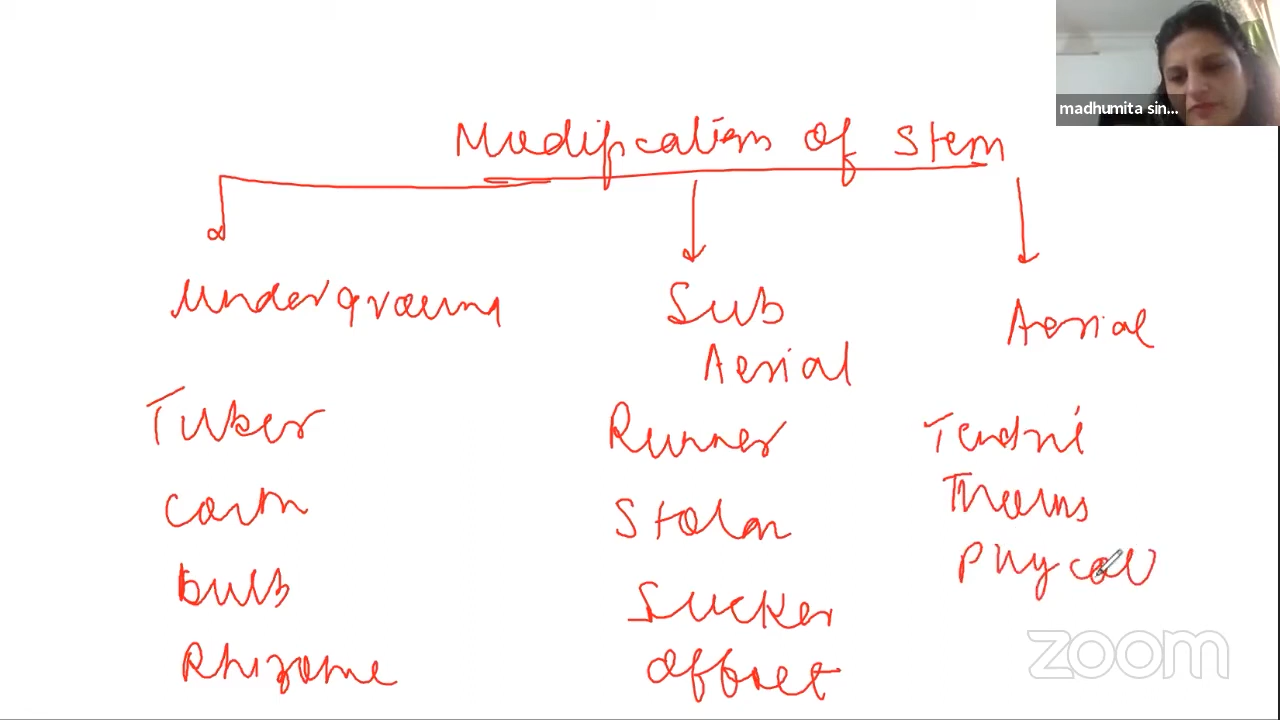 madhumita sin...
Modification of Stem
Underground
Sub
Aerial
Aerial
Tuber
Runner
Tendril
Corm
Stolon
Thorns
Bulb
Sucker
Phyco
Rhizome
offset
zoom